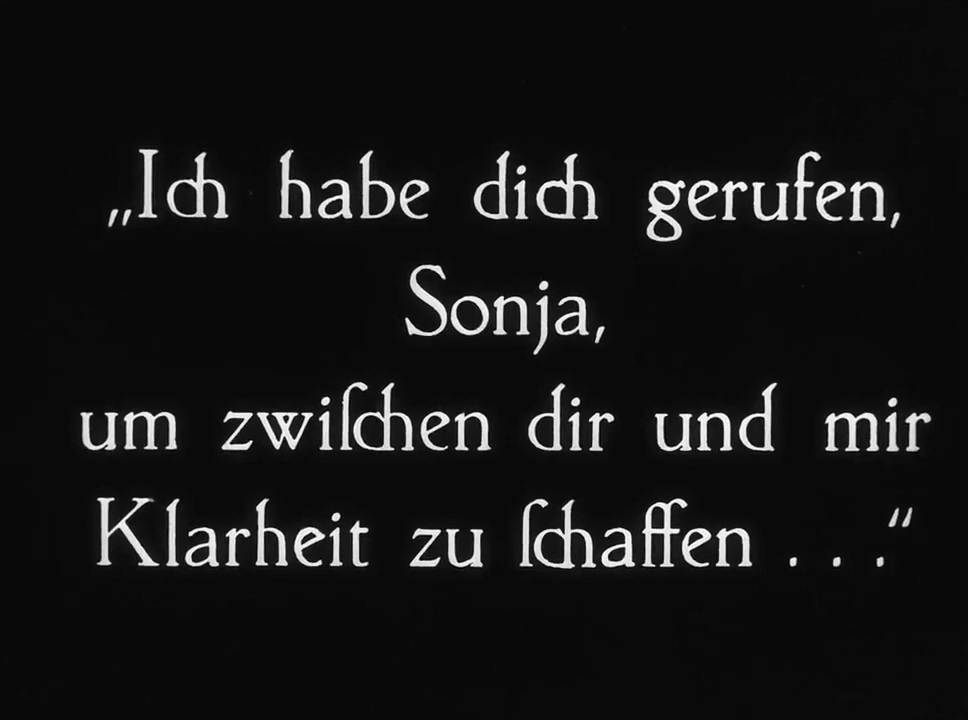 „Ich habe dich gerufen,
Sonja,
um zwiſchen dir und mir
Klarheit zu ſchaffen . . .“